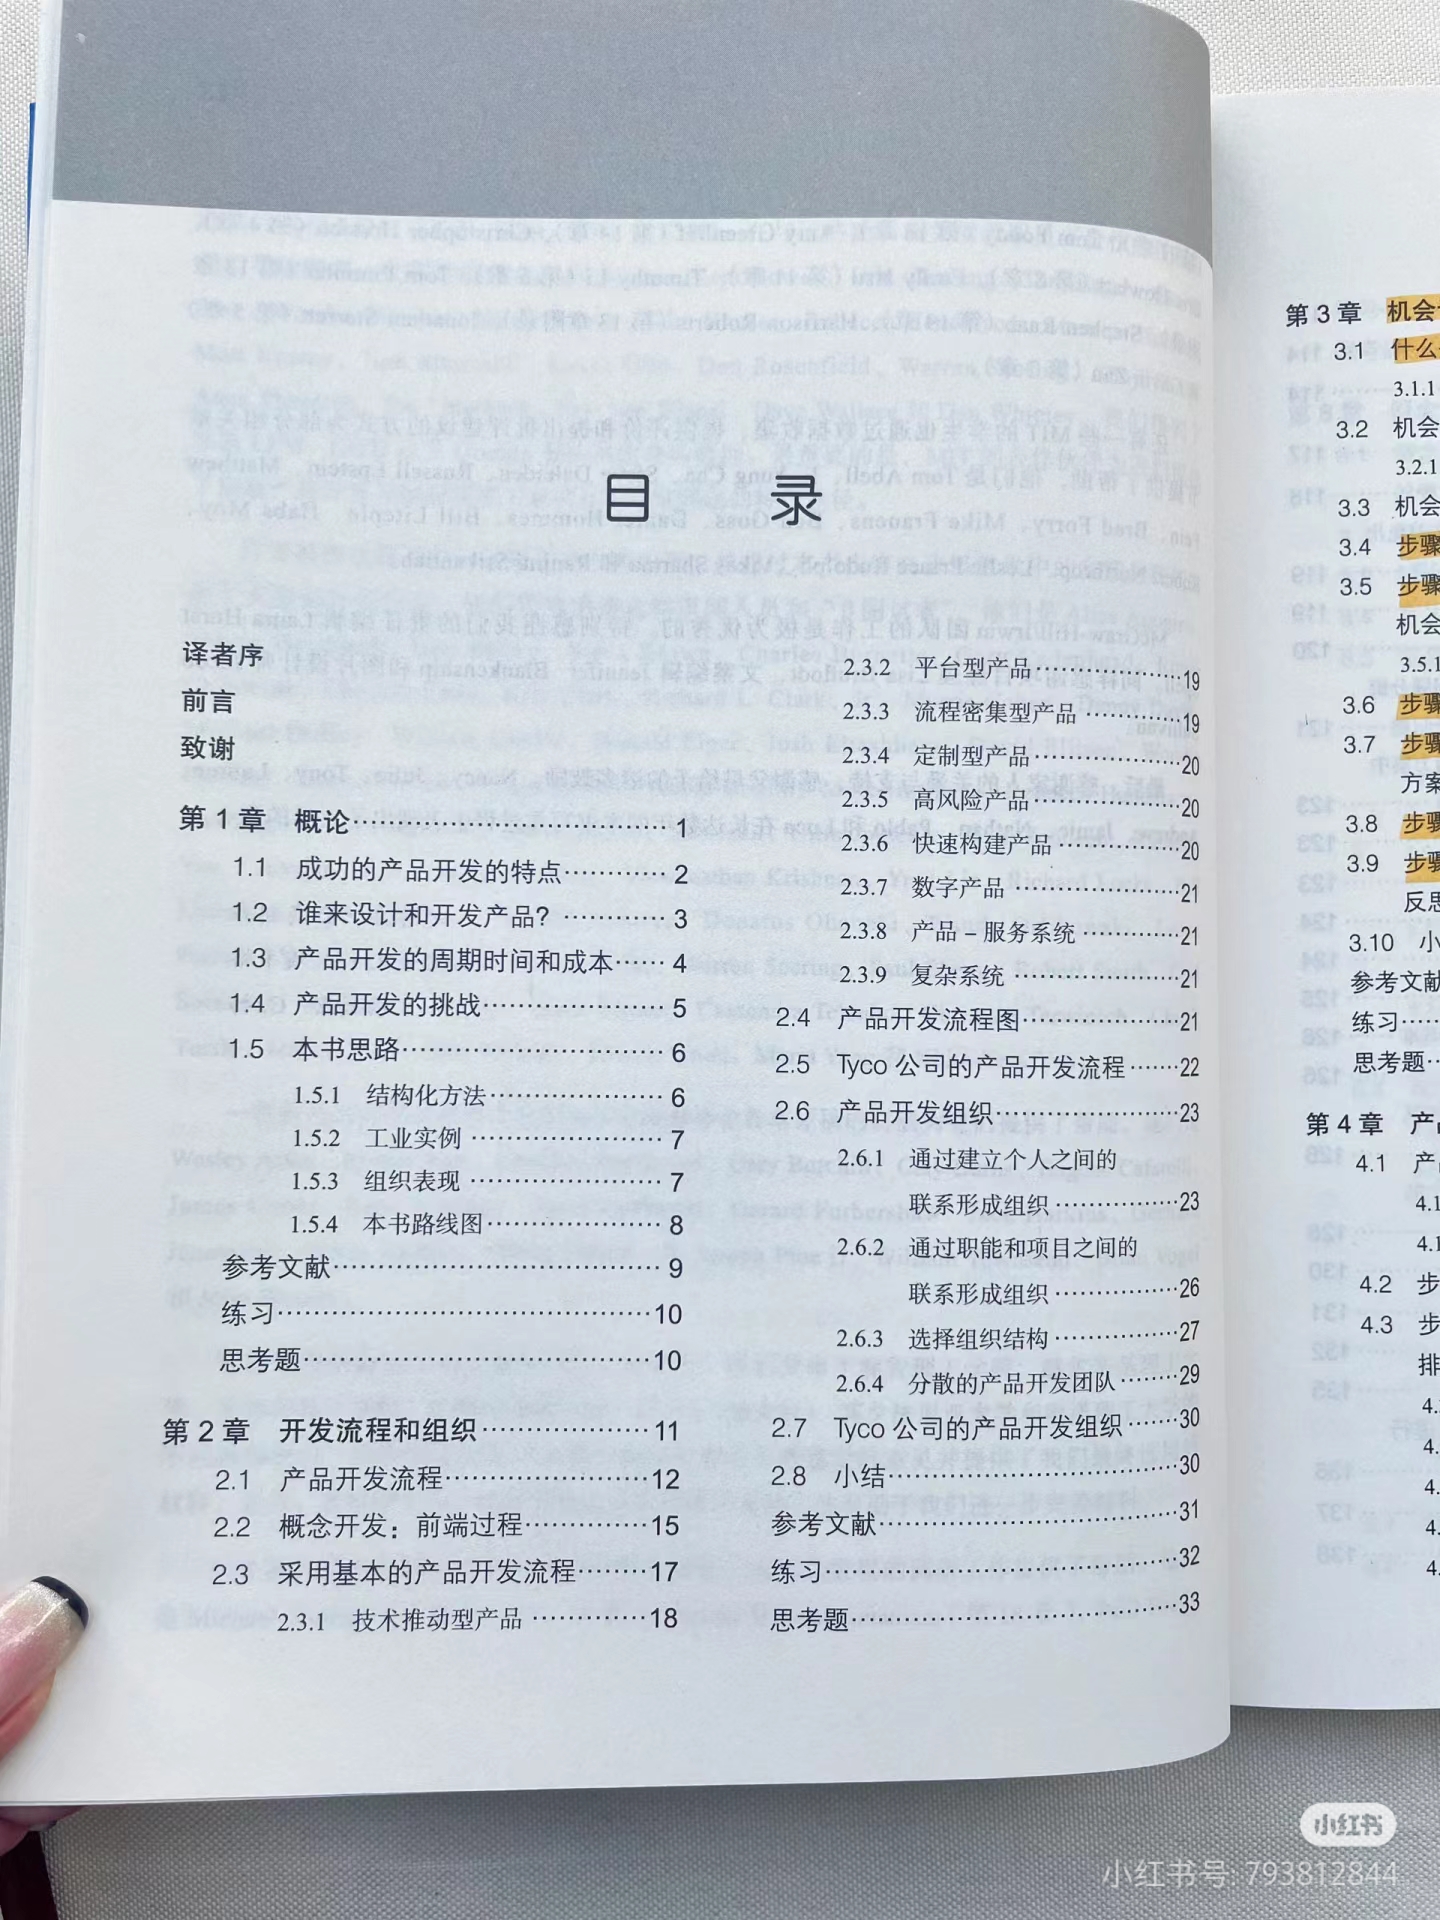 目 录
译者序
前言
致谢
第 1 章 概论……1
1.1 成功的产品开发的特点……2
1.2 谁来设计和开发产品?……3
1.3 产品开发的周期时间和成本……4
1.4 产品开发的挑战……5
1.5 本书思路……6
1.5.1 结构化方法……6
1.5.2 工业实例……7
1.5.3 组织表现……7
1.5.4 本书路线图……8
参考文献……9
练习……10
思考题……10
第 2 章 开发流程和组织……11
2.1 产品开发流程……12
2.2 概念开发：前端过程……15
2.3 采用基本的产品开发流程……17
2.3.1 技术推动型产品……18
2.3.2 平台型产品……19
2.3.3 流程密集型产品……19
2.3.4 定制型产品……20
2.3.5 高风险产品……20
2.3.6 快速构建产品……20
2.3.7 数字产品……21
2.3.8 产品－服务系统……21
2.3.9 复杂系统……21
2.4 产品开发流程图……21
2.5 Tyco 公司的产品开发流程……22
2.6 产品开发组织……23
2.6.1 通过建立个人之间的
联系形成组织……23
2.6.2 通过职能和项目之间的
联系形成组织……26
2.6.3 选择组织结构……27
2.6.4 分散的产品开发团队……29
2.7 Tyco 公司的产品开发组织……30
2.8 小结……30
参考文献……31
练习……32
思考题……33
第 3 章 机会
3.1 什么
3.1.1
3.2 机会
3.2.1
3.3 机会
3.4 步骤
3.5 步骤
机会
3.5.1
3.6 步骤
3.7 步骤
方案
3.8 步骤
3.9 步骤
反思
3.10 小
参考文献
练习……
思考题……
第 4 章 产
4.1 产
4.1
4.1
4.2 步
4.3 步
排
4.
4.
4.
4.
4.
小红书
小红书号: 793812844